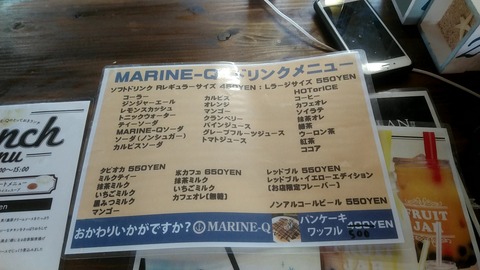 MARINE-Q ドリンクメニュー
ソフトドリンク Rレギュラーサイズ 450YEN : Lラージサイズ 550YEN
コーラー
ジンジャーエール
レモンスカッシュ
トニックウォーター
ティーソーダ
MARINE-Qソーダ
ソーダ(ノンシュガー)
カルピスソーダ
カルピス
オレンジ
マンゴー
クランベリー
パインジュース
グレープフルーツジュース
トマトジュース
HOTorICE
コーヒー
カフェオレ
ソイラテ
抹茶オレ
緑茶
ウーロン茶
紅茶
ココア
タピオカ 550YEN
ミルクティー
抹茶ミルク
いちごミルク
黒みつミルク
マンゴー
氷カフェ 650YEN
抹茶ミルク
いちごミルク
カフェオレ(無糖)
レッドブル 550YEN
レッドブル・イエローエディション
(お店限定フレーバー)
ノンアルコールビール 550YEN
おかわりいかがですか?
MARINE-Q
パンケーキ
ワッフル
400YEN
500
nch
nu
FRUIT
JAM